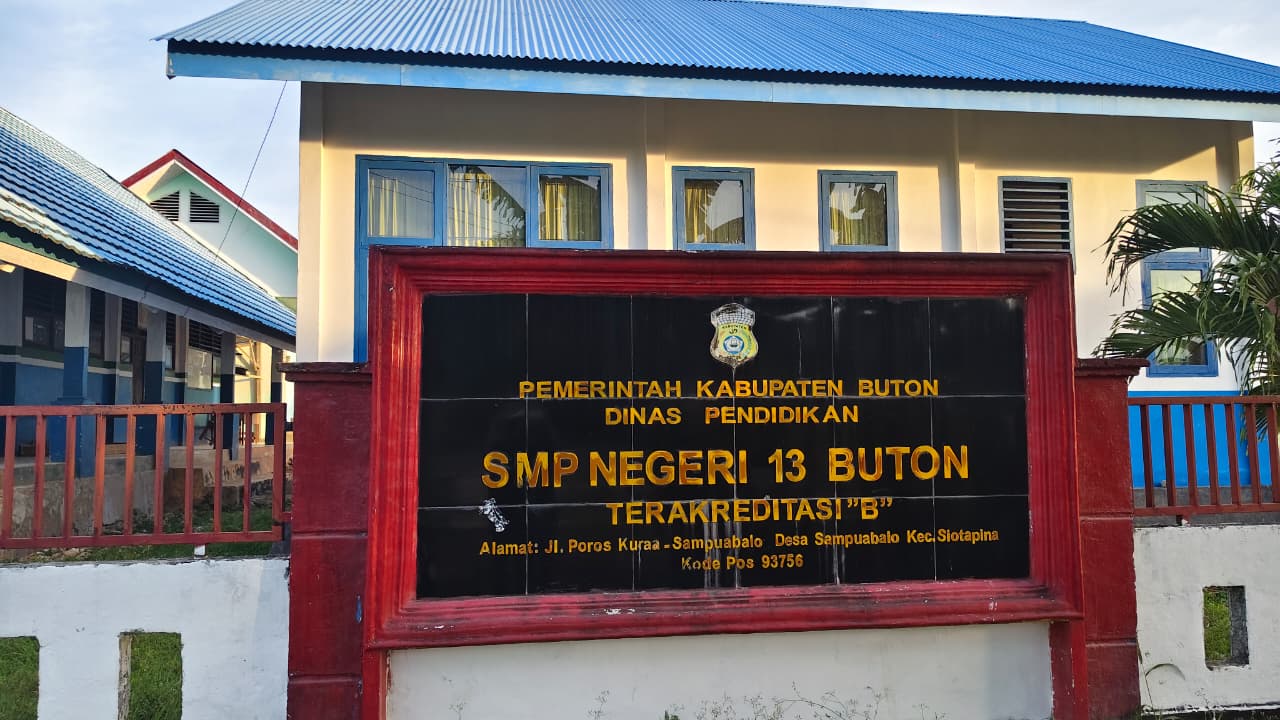 PEMERINTAH KABUPATEN BUTON
DINAS PENDIDIKAN
SMP NEGERI 13 BUTON
TERAKREDITASI "B"
Alamat: Jl. Poros Kuraa - Sampuabalo Desa Sampuabalo Kec. Siotapina
Kode Pos 93756